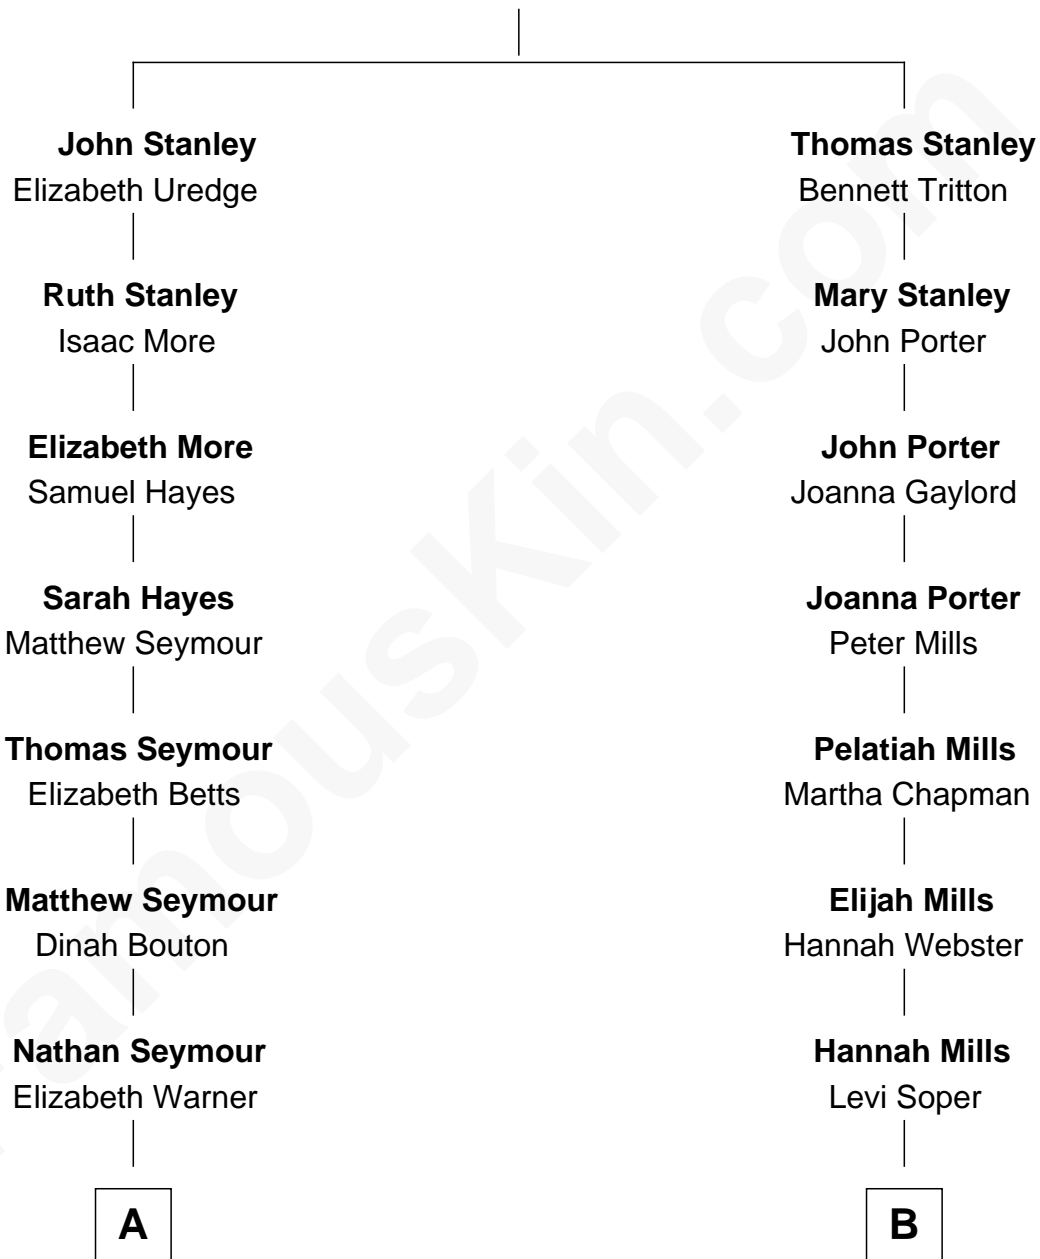 John Stanley
Elizabeth Uredge
Thomas Stanley
Bennett Tritton
Ruth Stanley
Isaac More
Mary Stanley
John Porter
Elizabeth More
Samuel Hayes
John Porter
Joanna Gaylord
Sarah Hayes
Matthew Seymour
Joanna Porter
Peter Mills
Thomas Seymour
Elizabeth Betts
Pelatiah Mills
Martha Chapman
Matthew Seymour
Dinah Bouton
Elijah Mills
Hannah Webster
Nathan Seymour
Elizabeth Warner
Hannah Mills
Levi Soper
A
B
FamousKin.com